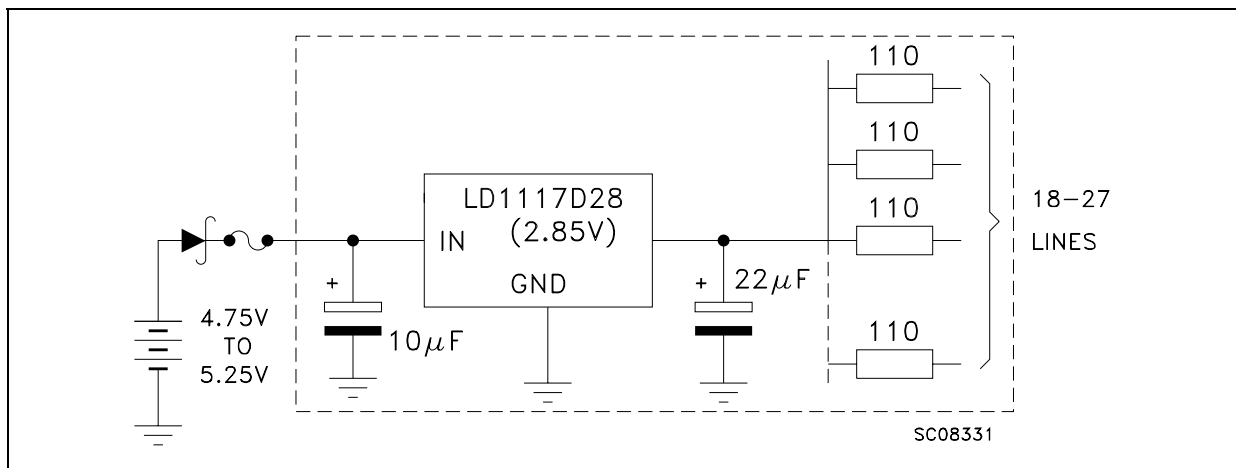 110
110
110
110
LD1117D28
(2.85V)
IN
GND
+
10μF
+
22μF
4.75V
TO
5.25V
18-27
LINES
SC08331